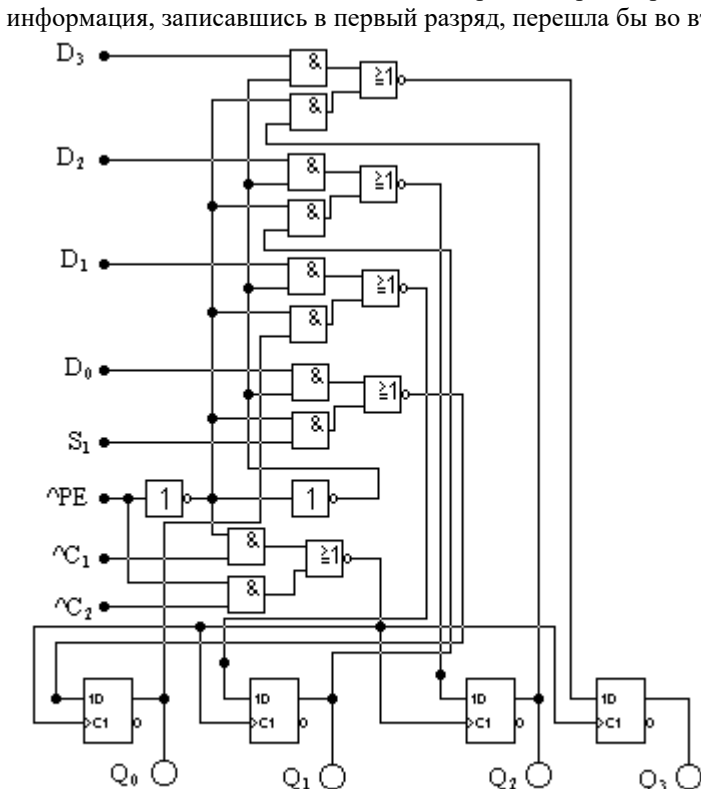 информация, записавшись в первый разряд, перешла бы во вт
D₃
&
≥1
&
D₂
&
≥1
&
D₁
&
≥1
&
D₀
&
≥1
&
S₁
^PE
1
1
^C₁
&
≥1
&
^C₂
1D 1D 1D 1D
C1 C1 C1 C1
Q₀ Q₁ Q₂ Q₃